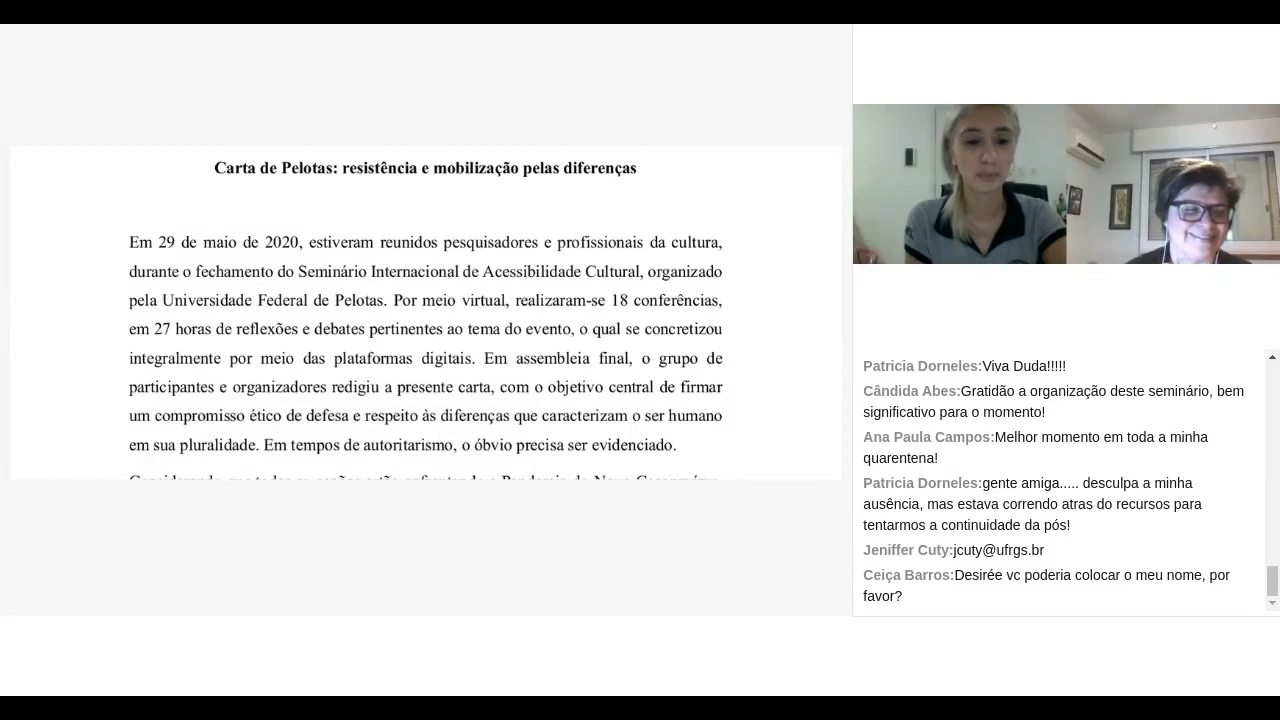 Carta de Pelotas: resistência e mobilização pelas diferenças
Em 29 de maio de 2020, estiveram reunidos pesquisadores e profissionais da cultura,
durante o fechamento do Seminário Internacional de Acessibilidade Cultural, organizado
pela Universidade Federal de Pelotas. Por meio virtual, realizaram-se 18 conferências,
em 27 horas de reflexões e debates pertinentes ao tema do evento, o qual se concretizou
integralmente por meio das plataformas digitais. Em assembleia final, o grupo de
participantes e organizadores redigiu a presente carta, com o objetivo central de firmar
um compromisso ético de defesa e respeito às diferenças que caracterizam o ser humano
em sua pluralidade. Em tempos de autoritarismo, o óbvio precisa ser evidenciado.
Patricia Dorneles:Viva Duda!!!!!
Cândida Abes:Gratidão a organização deste seminário, bem
significativo para o momento!
Ana Paula Campos:Melhor momento em toda a minha
quarentena!
Patricia Dorneles:gente amiga..... desculpa a minha
ausência, mas estava correndo atras do recursos para
tentarmos a continuidade da pós!
Jeniffer Cuty:jcuty@ufrgs.br
Ceiça Barros:Desirée vc poderia colocar o meu nome, por
favor?